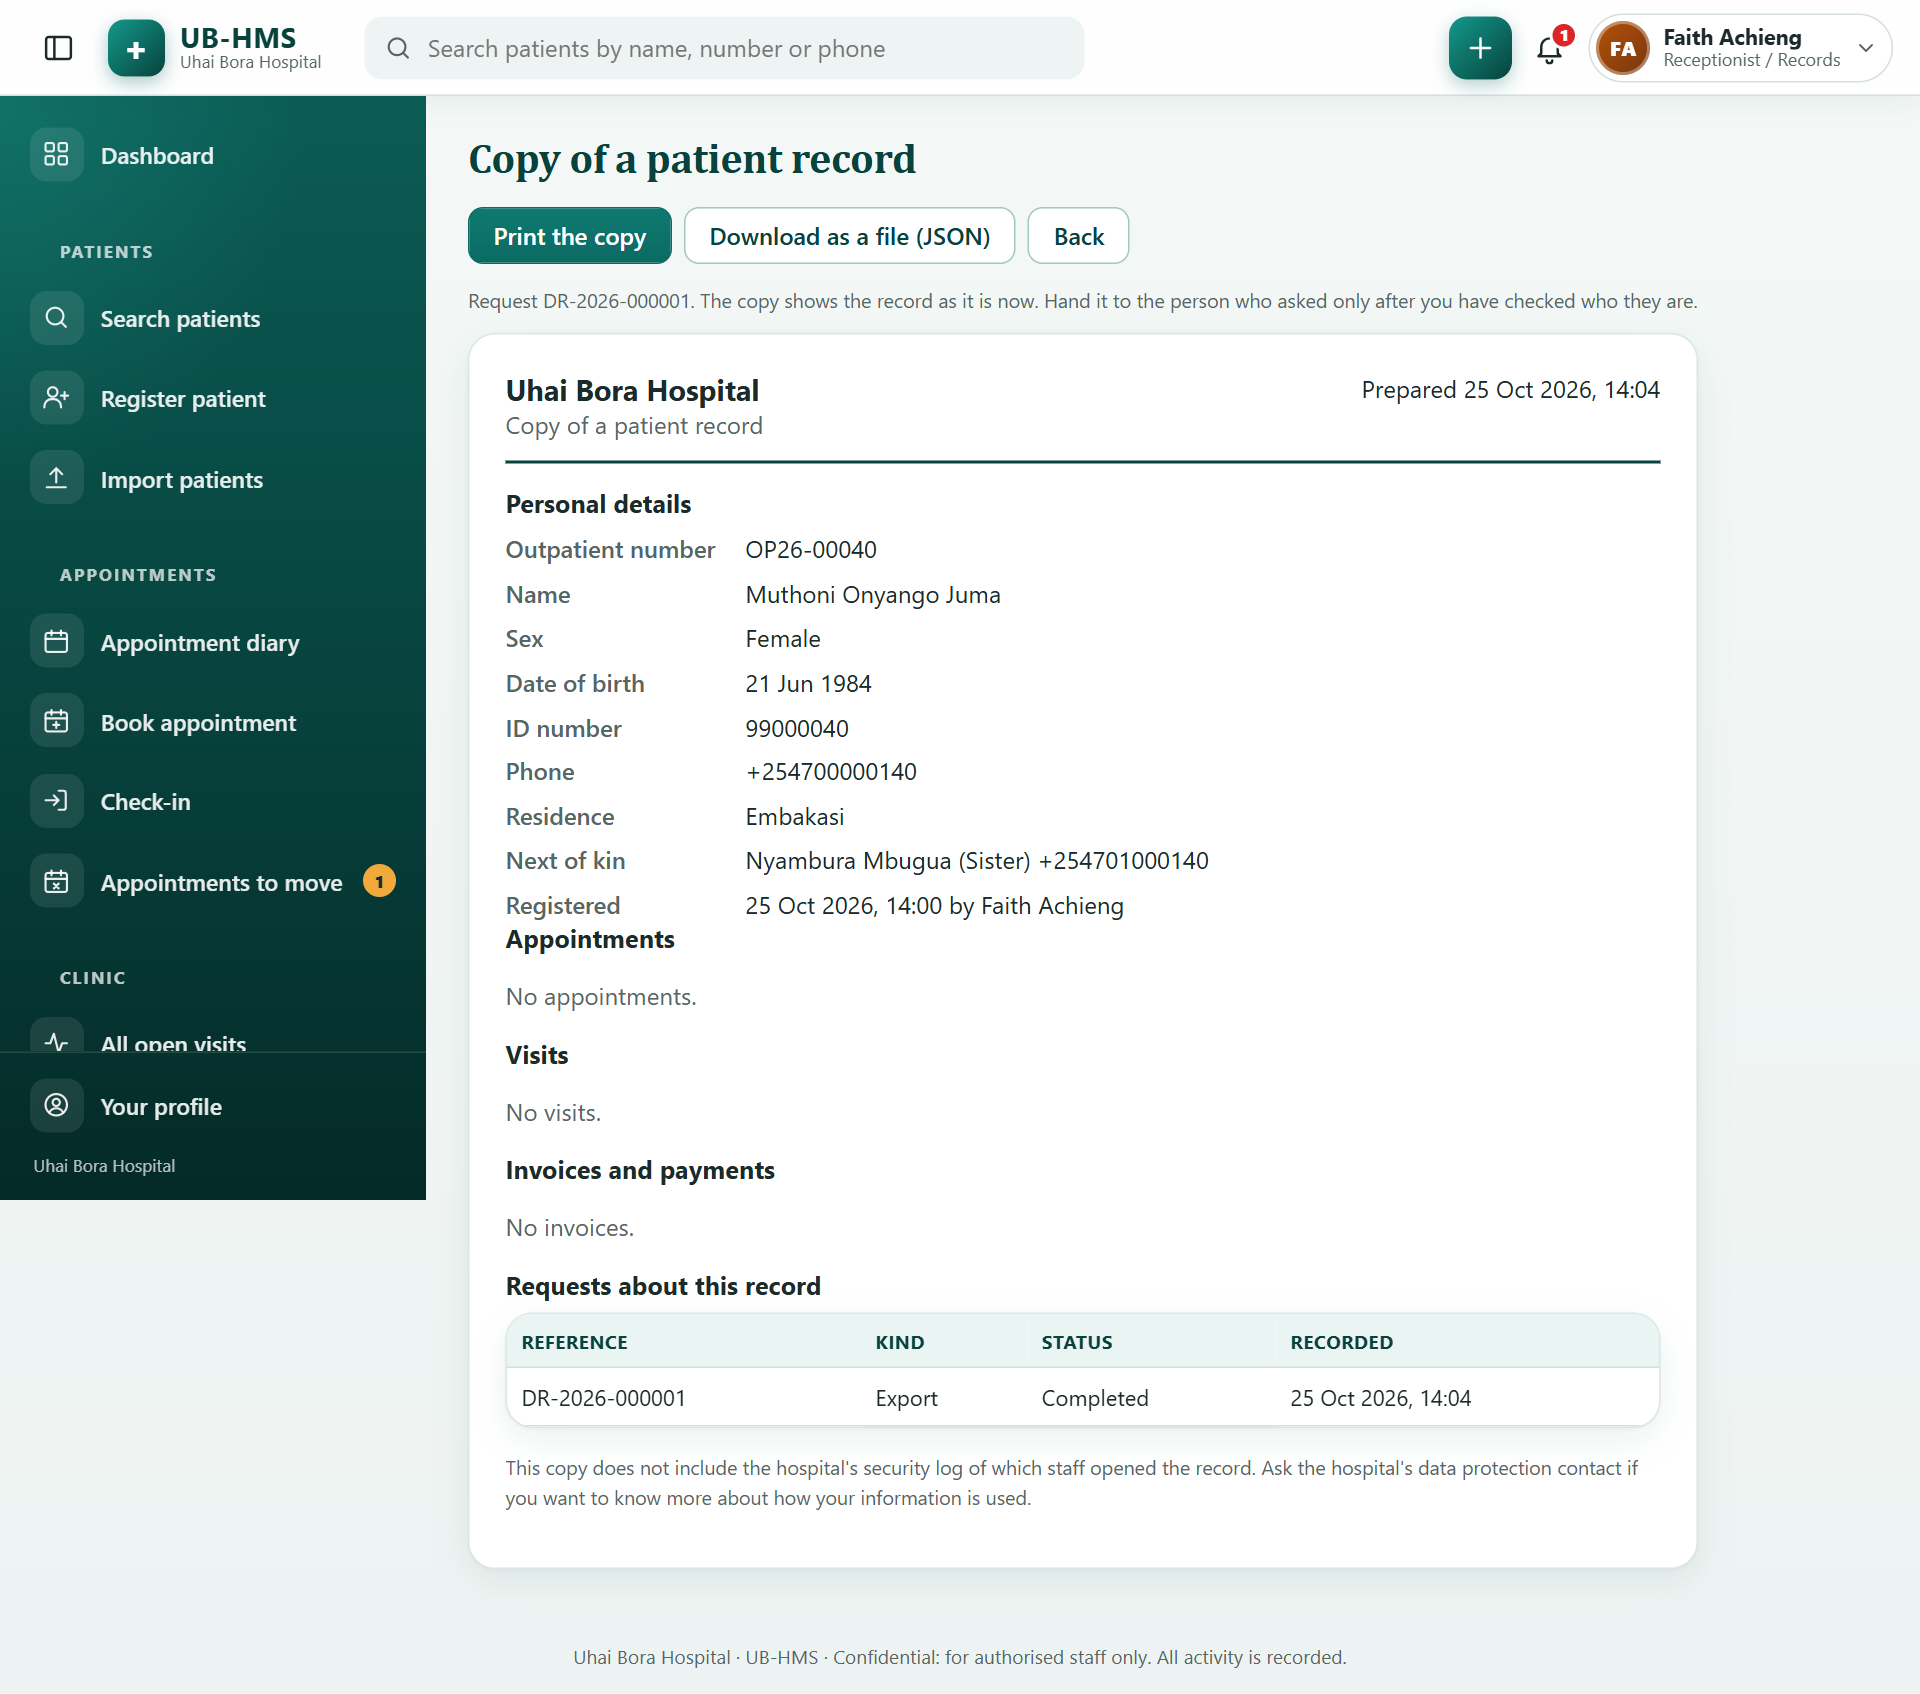 UB-HMS
Uhai Bora Hospital
Search patients by name, number or phone
1
FA
Faith Achieng
Receptionist / Records
Dashboard
PATIENTS
Search patients
Register patient
Import patients
APPOINTMENTS
Appointment diary
Book appointment
Check-in
Appointments to move 1
CLINIC
All open visits
Your profile
Uhai Bora Hospital
Copy of a patient record
Print the copy Download as a file (JSON) Back
Request DR-2026-000001. The copy shows the record as it is now. Hand it to the person who asked only after you have checked who they are.
Uhai Bora Hospital Prepared 25 Oct 2026, 14:04
Copy of a patient record
Personal details
Outpatient number OP26-00040
Name Muthoni Onyango Juma
Sex Female
Date of birth 21 Jun 1984
ID number 99000040
Phone +254700000140
Residence Embakasi
Next of kin Nyambura Mbugua (Sister) +254701000140
Registered 25 Oct 2026, 14:00 by Faith Achieng
Appointments
No appointments.
Visits
No visits.
Invoices and payments
No invoices.
Requests about this record
REFERENCE KIND STATUS RECORDED
DR-2026-000001 Export Completed 25 Oct 2026, 14:04
This copy does not include the hospital's security log of which staff opened the record. Ask the hospital's data protection contact if
you want to know more about how your information is used.
Uhai Bora Hospital · UB-HMS · Confidential: for authorised staff only. All activity is recorded.